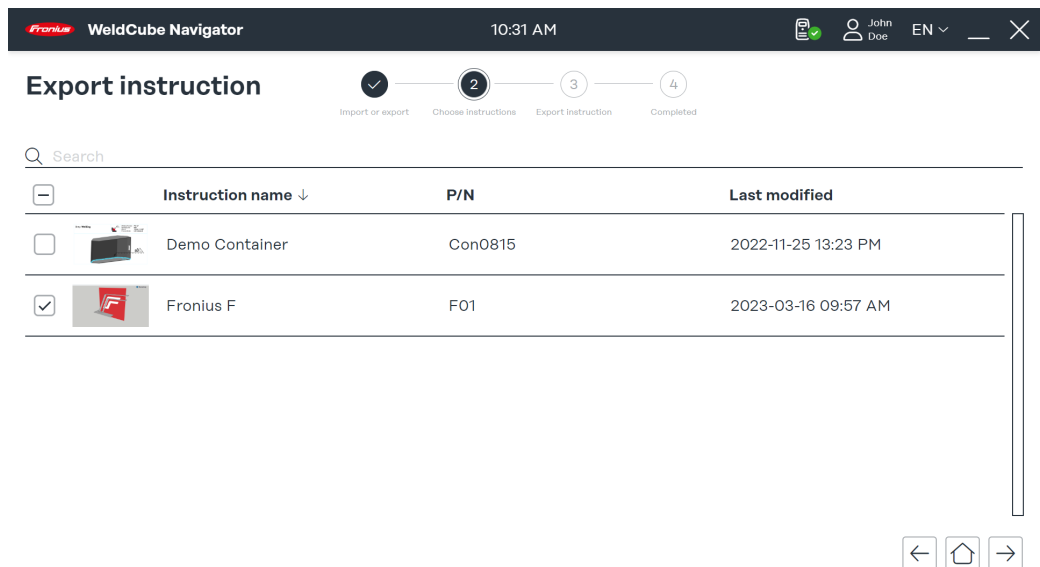 Fronius WeldCube Navigator 10:31 AM John Doe EN
Export instruction
2 3 4
Import or export Choose instructions Export instruction Completed
Search
Instruction name ↓ P/N Last modified
Demo Container Con0815 2022-11-25 13:23 PM
Fronius F F01 2023-03-16 09:57 AM